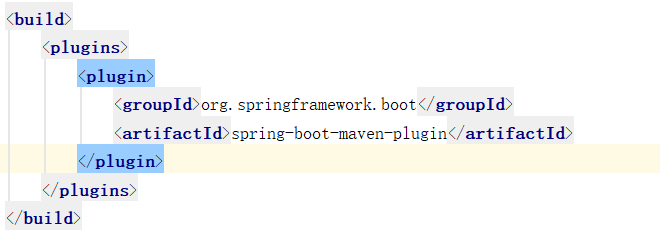 <build>
<plugins>
<plugin>
<groupId>org.springframework.boot</groupId>
<artifactId>spring-boot-maven-plugin</artifactId>
</plugin>
</plugins>
</build>